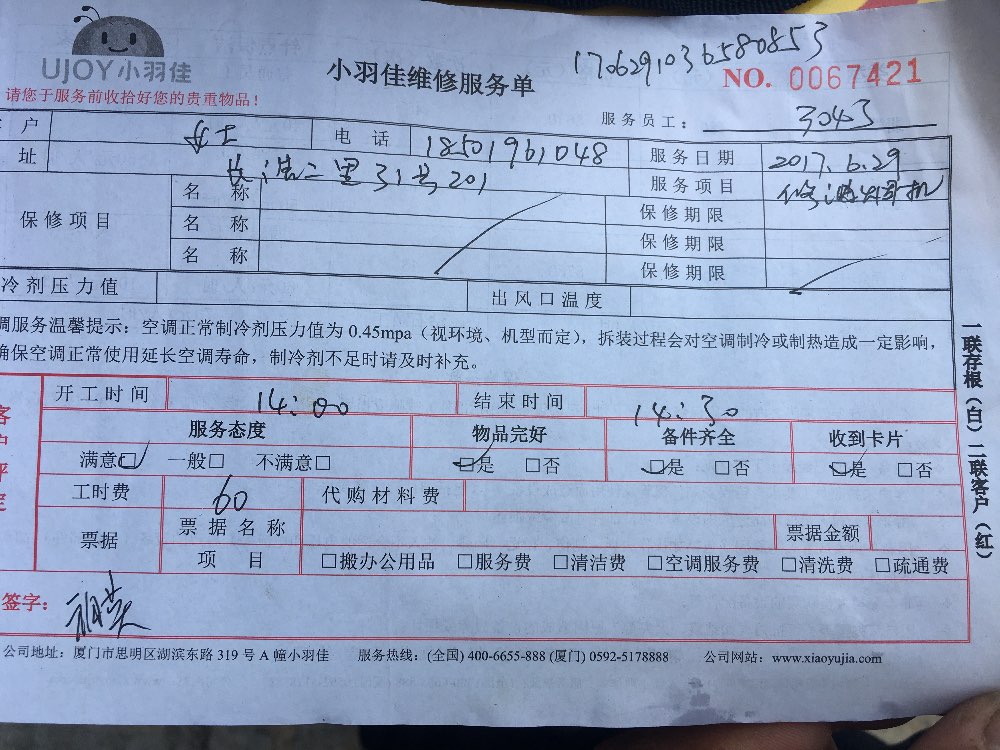 UJOY小羽佳
小羽佳维修服务单
1706291036580853
NO. 0067421
请您于服务前收拾好您的贵重物品！
服务员工： 3043
户 女士 电话 18501961048 服务日期 2017.6.29
址 二里31号201 服务项目 修
保修项目 名称 保修期限
名称 保修期限
名称 保修期限
冷剂压力值 出风口温度
调服务温馨提示：空调正常制冷剂压力值为 0.45mpa（视环境、机型而定），拆装过程会对空调制冷或制热造成一定影响，
确保空调正常使用延长空调寿命，制冷剂不足时请及时补充。
客户评定
开工时间 14:00 结束时间 14:30
服务态度 物品完好 备件齐全 收到卡片
满意☑ 一般□ 不满意□ ☑是 □否 ☑是 □否 ☑是 □否
工时费 60 代购材料费
票据 票据名称 票据金额
项目 □搬办公用品 □服务费 □清洁费 □空调服务费 □清洗费 □疏通费
签字：
公司地址：厦门市思明区湖滨东路 319 号 A 幢小羽佳 服务热线：(全国) 400-6655-888 (厦门) 0592-5178888 公司网站：www.xiaoyujia.com
一联存根（白）二联客户（红）